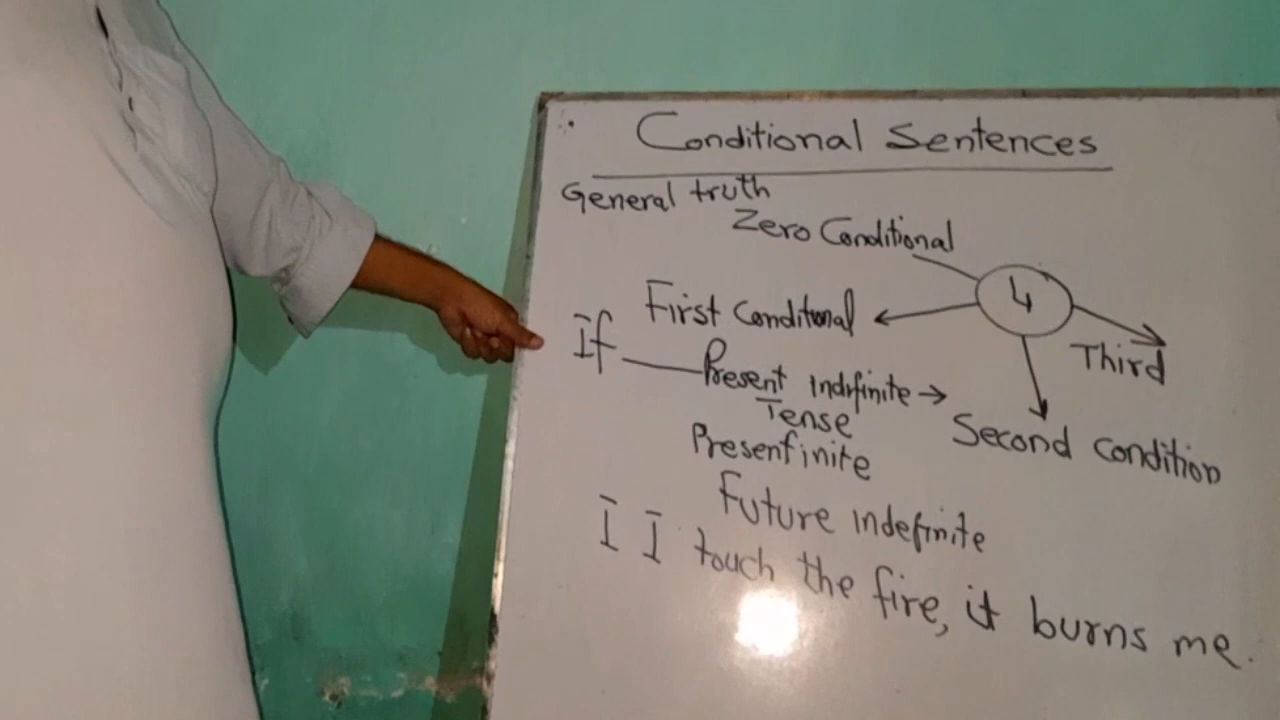 Conditional Sentences
General truth
Zero Conditional
4
First Conditional
Third
If — Present indifinite →
Tense
Second Condition
Presenfinite
Future indefinite
I I touch the fire, it burns me.